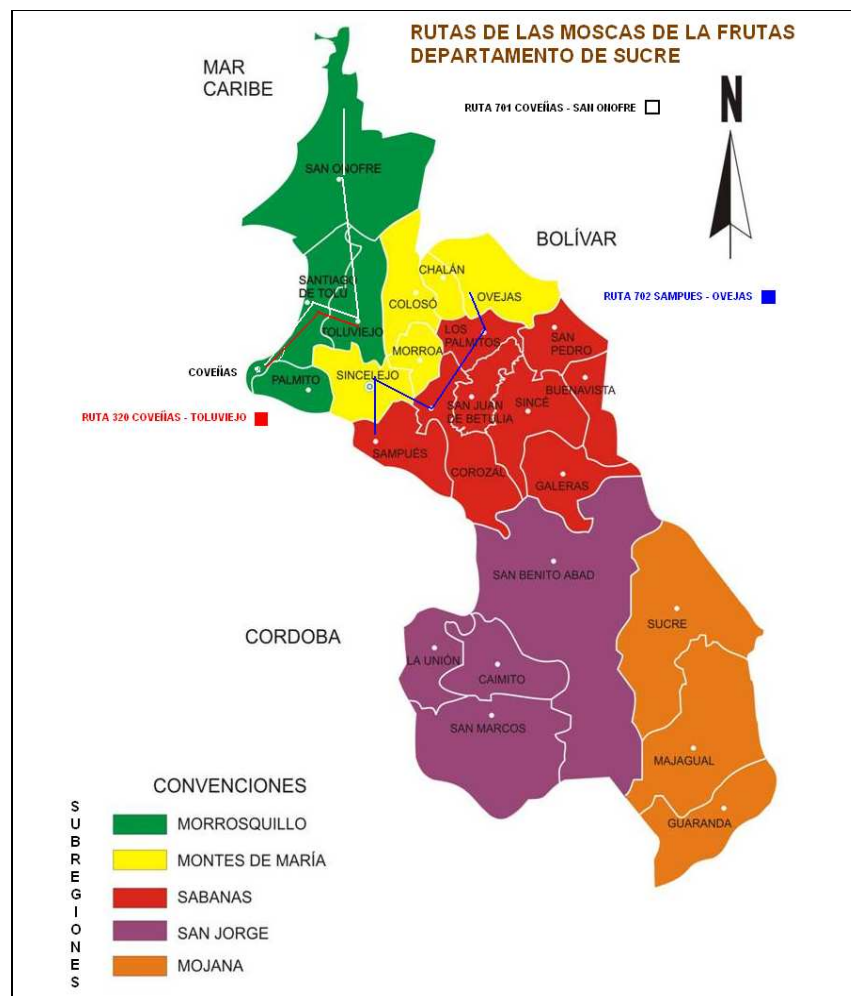 RUTAS DE LAS MOSCAS DE LA FRUTAS
DEPARTAMENTO DE SUCRE
MAR
CARIBE
RUTA 701 COVEÑAS - SAN ONOFRE
N
SAN ONOFRE
BOLÍVAR
CHALÁN
SANTIAGO
DE TOLÚ
COLOSÓ
OVEJAS
RUTA 702 SAMPUES - OVEJAS
TOLUVIEJO
LOS
PALMITOS
SAN
PEDRO
MORROA
COVEÑAS
PALMITO
SINCELEJO
BUENAVISTA
SAN JUAN
DE BETULIA
SINCÉ
RUTA 320 COVEÑAS - TOLUVIEJO
SAMPUÉS
COROZAL
GALERAS
SAN BENITO ABAD
SUCRE
CORDOBA
LA UNIÓN
CAIMITO
SAN MARCOS
MAJAGUAL
GUARANDA
CONVENCIONES
SUBREGIONES
MORROSQUILLO
MONTES DE MARÍA
SABANAS
SAN JORGE
MOJANA